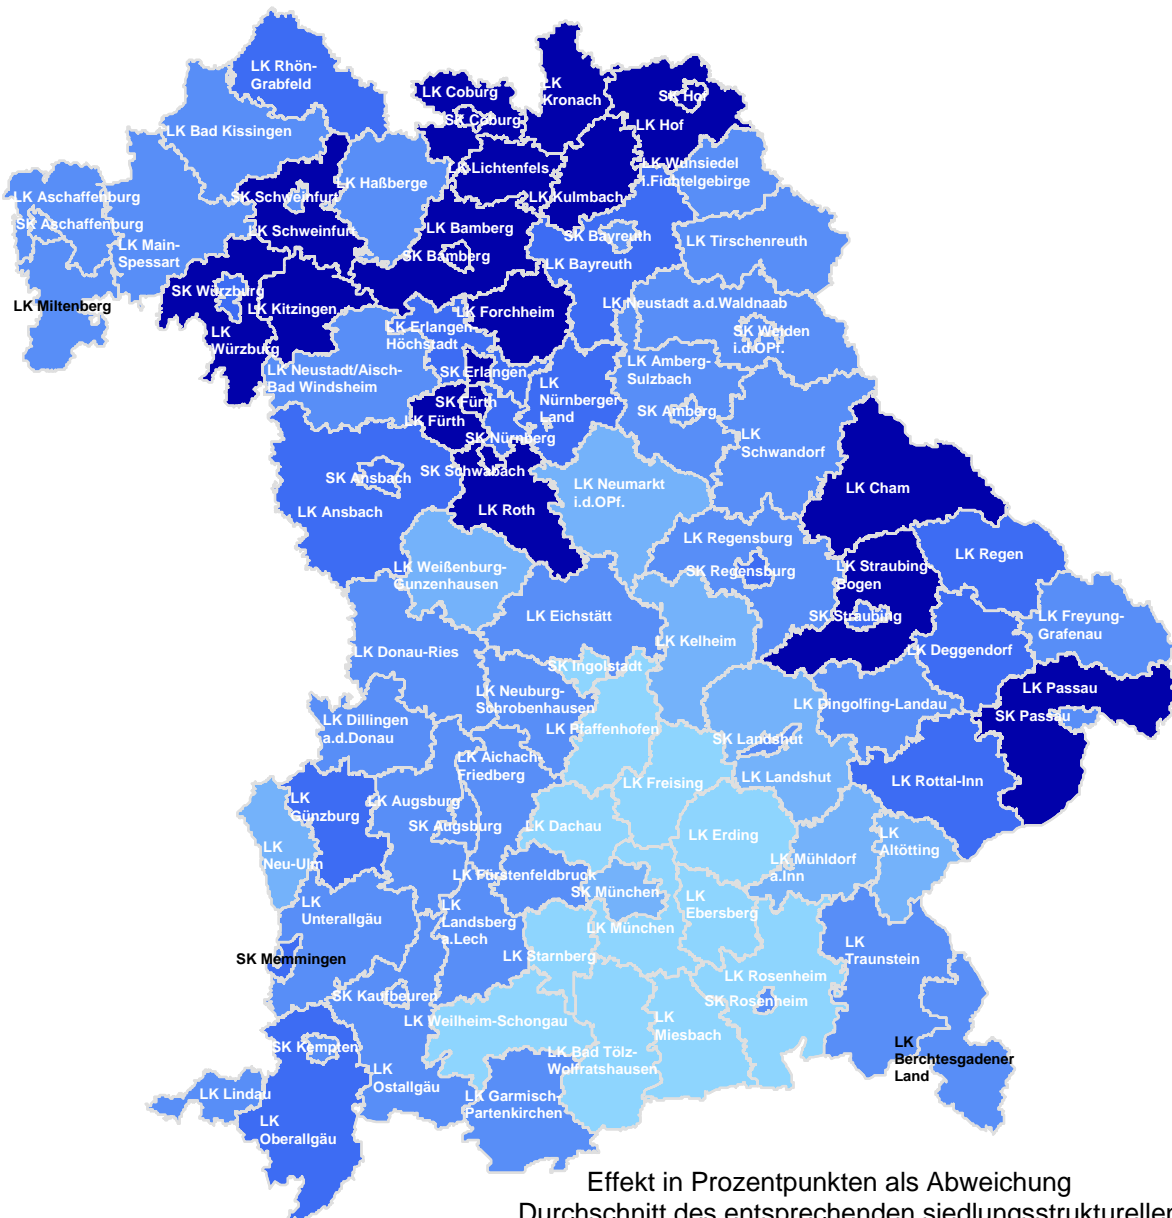 LK Rhön-
Grabfeld
LK Coburg
LK
Kronach
SK Hof
SK Coburg
LK Hof
LK Bad Kissingen
LK Lichtenfels
LK Wunsiedel
i.Fichtelgebirge
LK Haßberge
LK Aschaffenburg
SK Schweinfurt
LK Kulmbach
SK Aschaffenburg
LK Schweinfurt
LK Bamberg
SK Bayreuth
LK Tirschenreuth
LK Main-
Spessart
SK Bamberg
LK Bayreuth
SK Würzburg
LK Miltenberg
LK Kitzingen
LK Forchheim
LK Neustadt a.d.Waldnaab
LK Erlangen-
Höchstadt
SK Weiden
i.d.OPf.
LK
Würzburg
LK Neustadt/Aisch-
Bad Windsheim
SK Erlangen
LK Amberg-
Sulzbach
LK
Nürnberger
Land
SK Fürth
LK Fürth
SK Amberg
SK Nürnberg
LK
Schwandorf
SK Schwabach
SK Ansbach
LK Neumarkt
i.d.OPf.
LK Cham
LK Ansbach
LK Roth
LK Regensburg
LK Regen
LK Weißenburg-
Gunzenhausen
SK Regensburg
LK Straubing-
Bogen
LK Eichstätt
SK Straubing
LK Freyung-
Grafenau
LK Kelheim
LK Donau-Ries
LK Deggendorf
SK Ingolstadt
LK Neuburg-
Schrobenhausen
LK Passau
LK Dingolfing-Landau
LK Dillingen
a.d.Donau
LK Pfaffenhofen
SK Passau
SK Landshut
LK Aichach-
Friedberg
LK Freising
LK Landshut
LK Rottal-Inn
LK
Günzburg
LK Augsburg
SK Augsburg
LK Dachau
LK Erding
LK
Altötting
LK
Neu-Ulm
LK Mühldorf
a.Inn
LK Fürstenfeldbruck
SK München
LK
Ebersberg
LK
Unterallgäu
LK
Landsberg
a.Lech
LK München
LK
Traunstein
SK Memmingen
LK Starnberg
LK Rosenheim
SK Kaufbeuren
SK Rosenheim
LK Weilheim-Schongau
LK
Miesbach
SK Kempten
LK
Berchtesgadener
Land
LK Bad Tölz-
Wolfratshausen
LK
Ostallgäu
LK Lindau
LK Garmisch-
Partenkirchen
LK
Oberallgäu
Effekt in Prozentpunkten als Abweichung
Durchschnitt des entsprechenden siedlungsstrukturellen